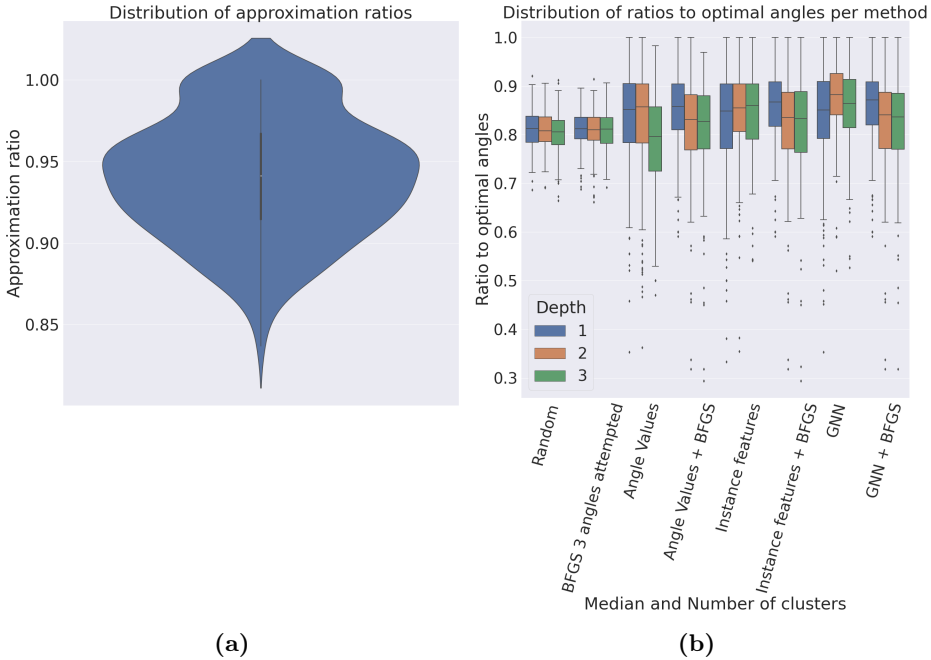 Distribution of approximation ratios
Approximation ratio
1.00
0.95
0.90
0.85
(a)
Distribution of ratios to optimal angles per method
Ratio to optimal angles
1.0
0.9
0.8
0.7
0.6
0.5
0.4
0.3
Depth
1
2
3
Random
BFGS 3 angles attempted
Angle Values
Angle Values + BFGS
Instance features
Instance features + BFGS
GNN
GNN + BFGS
Median and Number of clusters
(b)